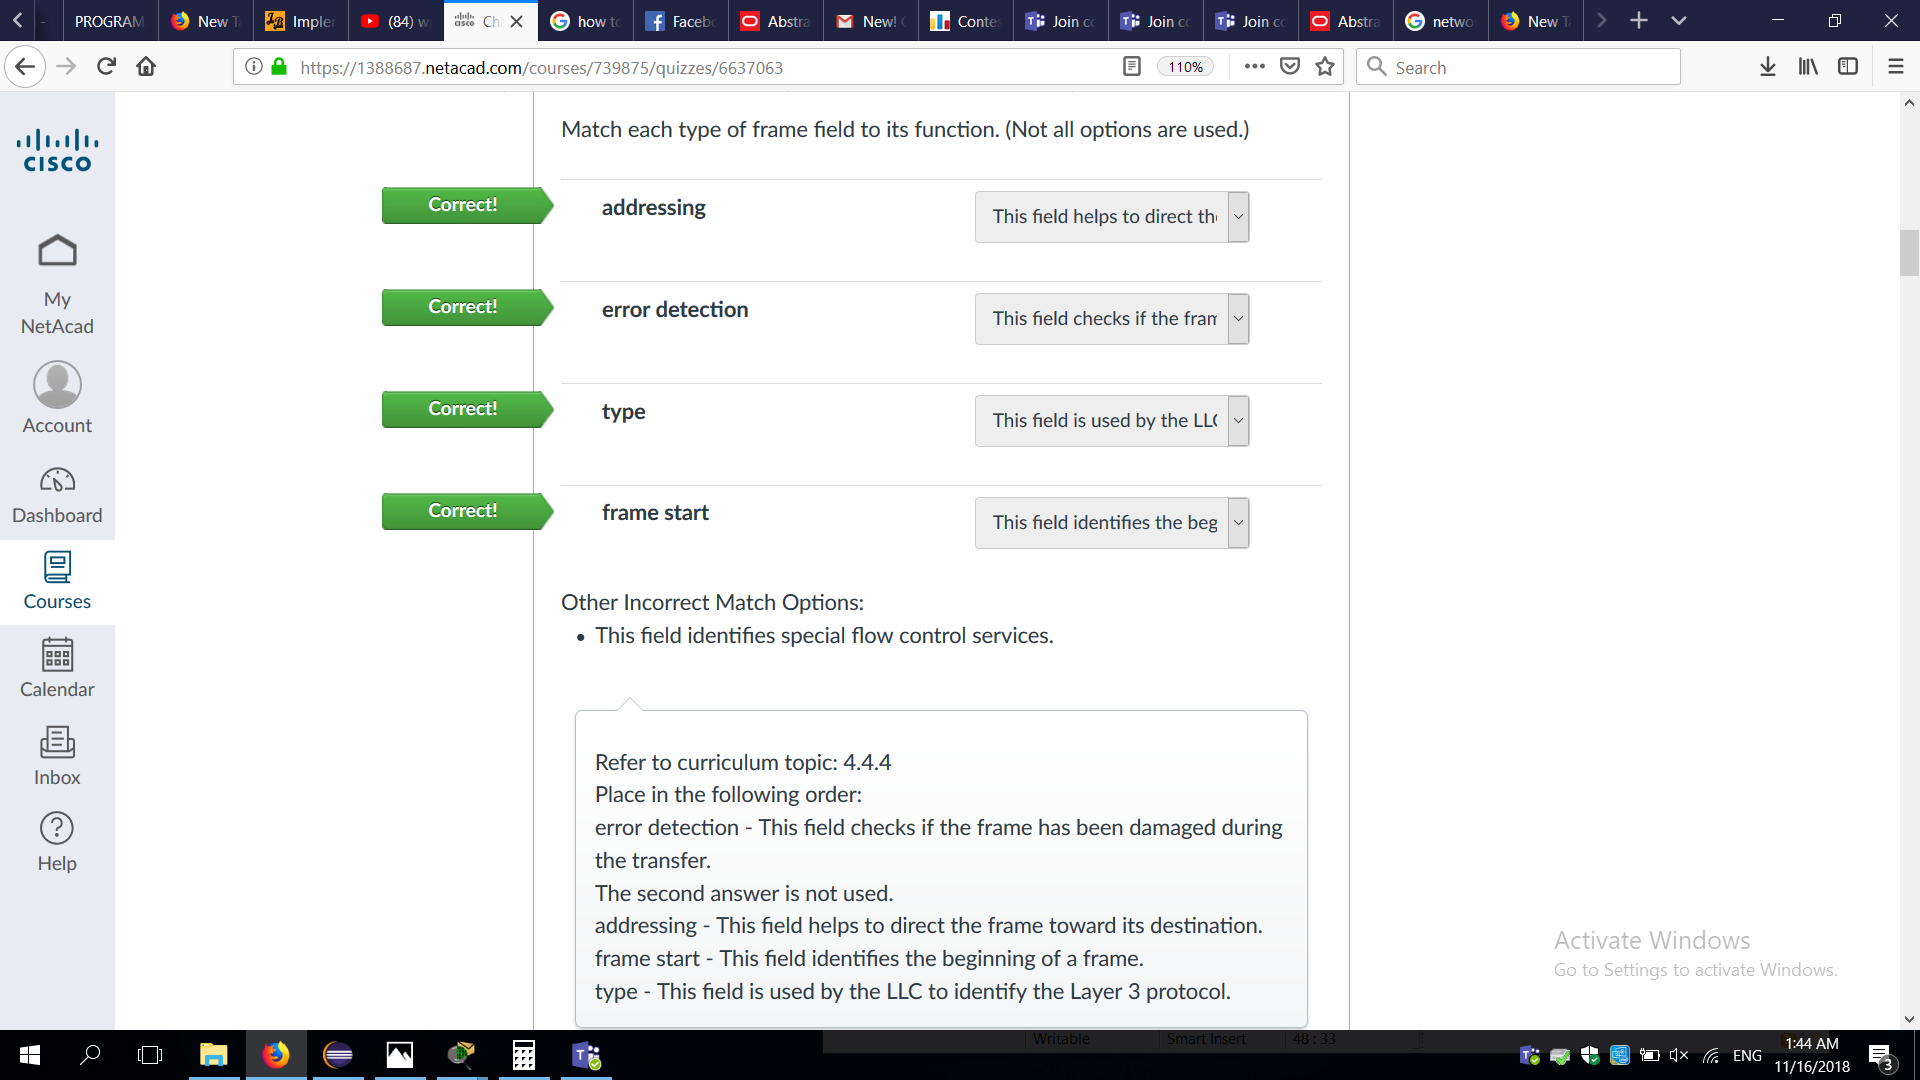 PROGRAM
New T
Imple
(84) w
Ch
how to
Faceb
Abstra
New!
Conte
Join co
Join co
Join cc
Abstra
netwo
New T
https://1388687.netacad.com/courses/739875/quizzes/6637063
110%
Search
CISCO
My
NetAcad
Account
Dashboard
Courses
Calendar
Inbox
Help
Match each type of frame field to its function. (Not all options are used.)
Correct!
addressing
This field helps to direct the
Correct!
error detection
This field checks if the fram
Correct!
type
This field is used by the LLC
Correct!
frame start
This field identifies the beg
Other Incorrect Match Options:
• This field identifies special flow control services.
Refer to curriculum topic: 4.4.4
Place in the following order:
error detection - This field checks if the frame has been damaged during
the transfer.
The second answer is not used.
addressing - This field helps to direct the frame toward its destination.
frame start - This field identifies the beginning of a frame.
type - This field is used by the LLC to identify the Layer 3 protocol.
Activate Windows
Go to Settings to activate Windows.
Writable
Smart Insert
48 : 33
ENG
1:44 AM
11/16/2018
3